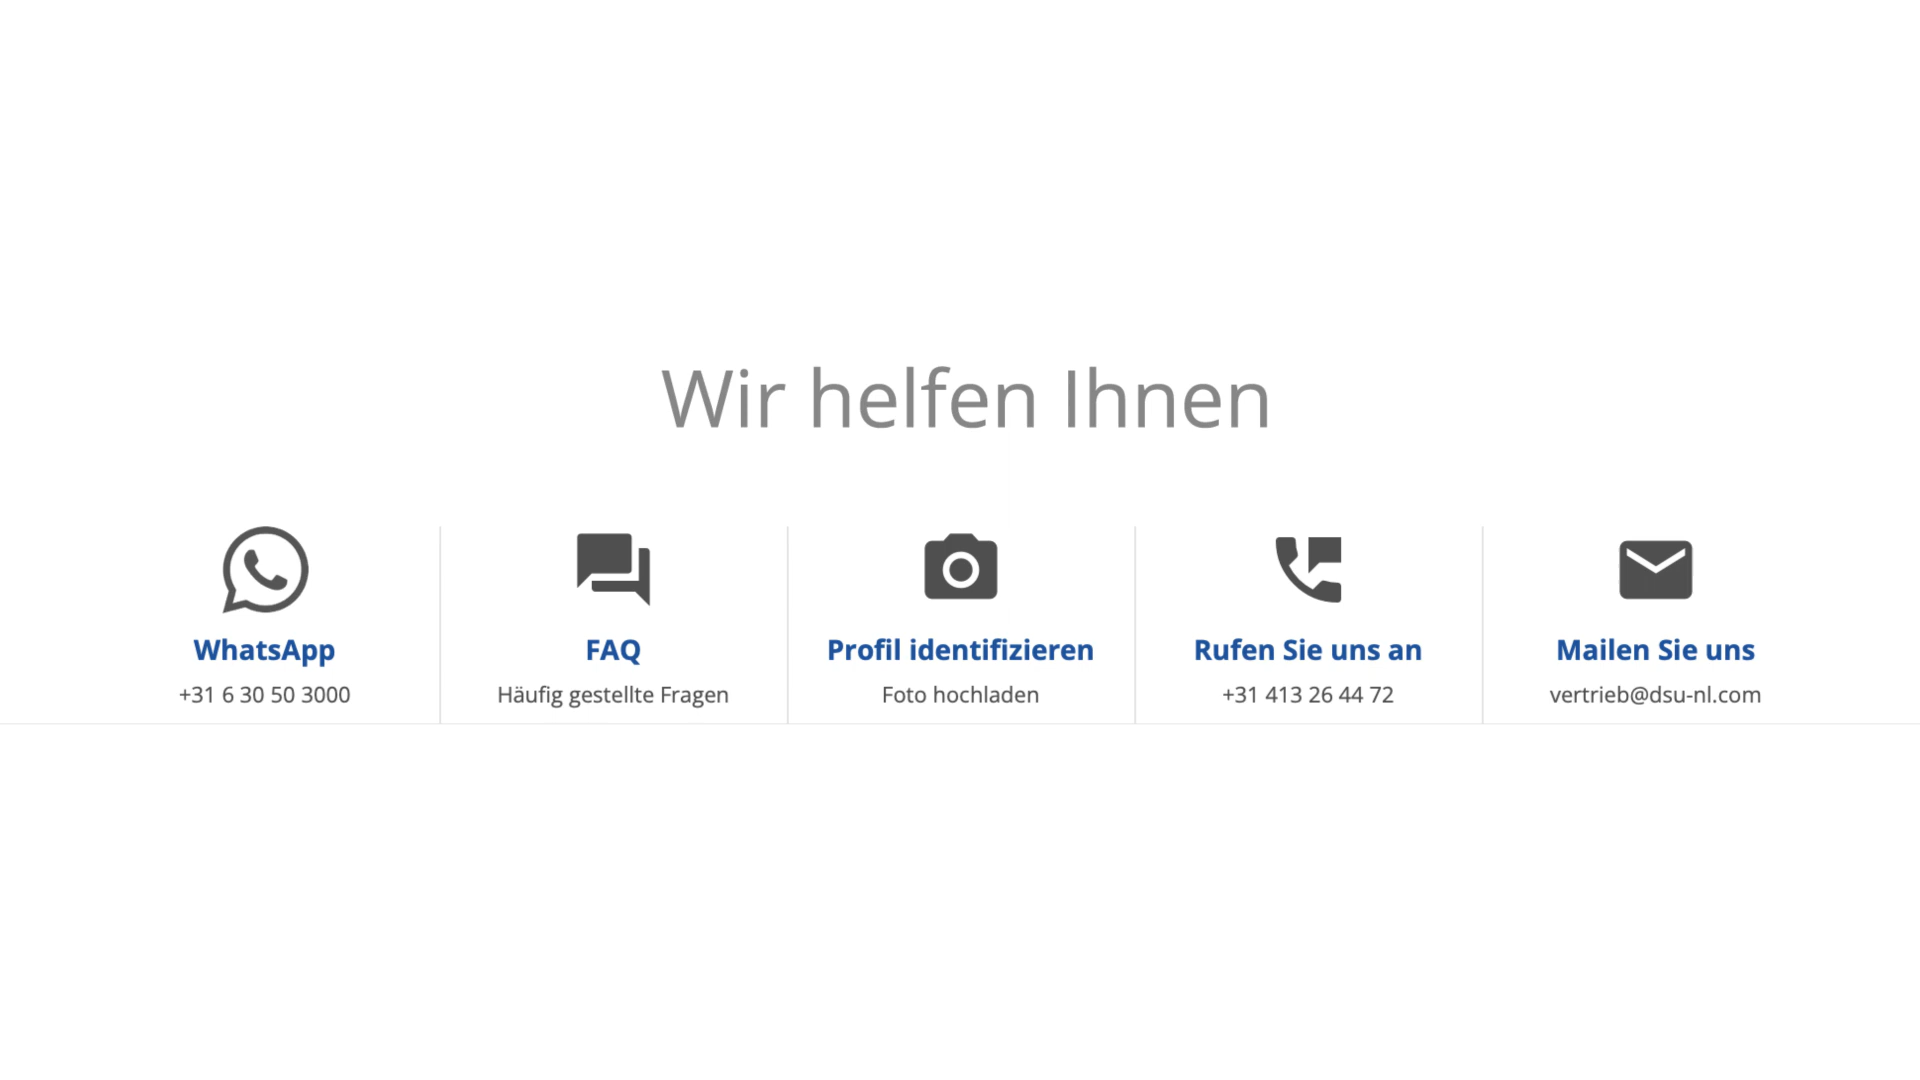 Wir helfen Ihnen
WhatsApp
+31 6 30 50 3000
FAQ
Häufig gestellte Fragen
Profil identifizieren
Foto hochladen
Rufen Sie uns an
+31 413 26 44 72
Mailen Sie uns
vertrieb@dsu-nl.com